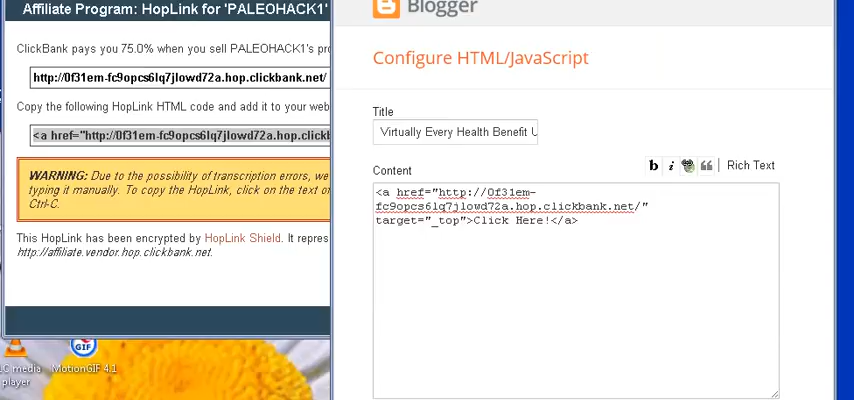 Affiliate Program: HopLink for 'PALEOHACK1'
ClickBank pays you 75.0% when you sell PALEOHACK1's pro
http://0f31em-fc9opcs6lq7jlowd72a.hop.clickbank.net/
Copy the following HopLink HTML code and add it to your web
<a href="http://0f31em-fc9opcs6lq7jlowd72a.hop.clickb
WARNING: Due to the possibility of transcription errors, we
typing it manually. To copy the HopLink, click on the text or
Ctrl-C.
This HopLink has been encrypted by HopLink Shield. It repres
http://affiliate.vendor.hop.clickbank.net.
LC media
player
MotionGIF 4.1
Blogger
Configure HTML/JavaScript
Title
Virtually Every Health Benefit U
Content
b i Rich Text
<a href="http://0f31em-
fc9opcs6lq7jlowd72a.hop.clickbank.net/"
target="_top">Click Here!</a>